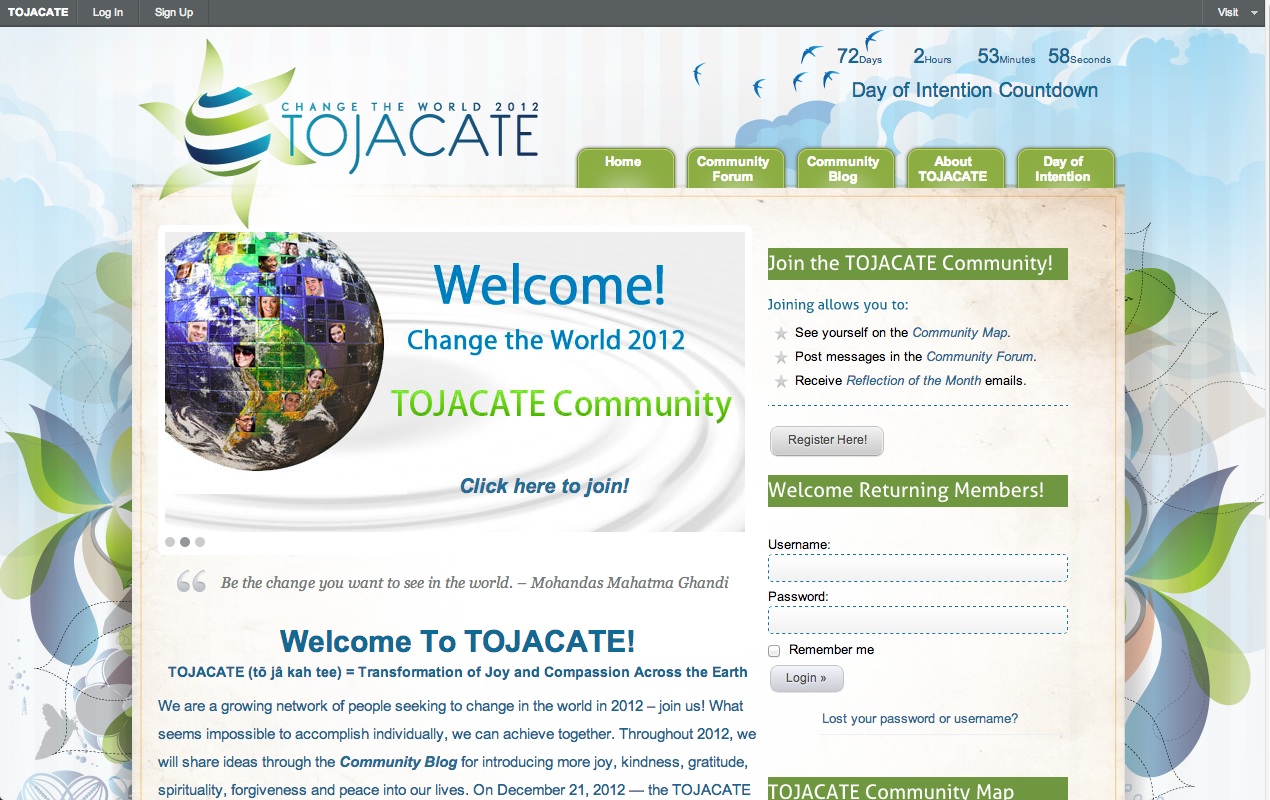 TOJACATE Log In Sign Up Visit
72Days 2Hours 53Minutes 58Seconds
Day of Intention Countdown
CHANGE THE WORLD 2012
TOJACATE
Home
Community
Forum
Community
Blog
About
TOJACATE
Day of
Intention
Welcome!
Change the World 2012
TOJACATE Community
Click here to join!
Be the change you want to see in the world. – Mohandas Mahatma Ghandi
Welcome To TOJACATE!
TOJACATE (tō jâ kah tee) = Transformation of Joy and Compassion Across the Earth
We are a growing network of people seeking to change in the world in 2012 – join us! What
seems impossible to accomplish individually, we can achieve together. Throughout 2012, we
will share ideas through the Community Blog for introducing more joy, kindness, gratitude,
spirituality, forgiveness and peace into our lives. On December 21, 2012 — the TOJACATE
Join the TOJACATE Community!
Joining allows you to:
See yourself on the Community Map.
Post messages in the Community Forum.
Receive Reflection of the Month emails.
Register Here!
Welcome Returning Members!
Username:
Password:
Remember me
Login »
Lost your password or username?
TOJACATE Community Map